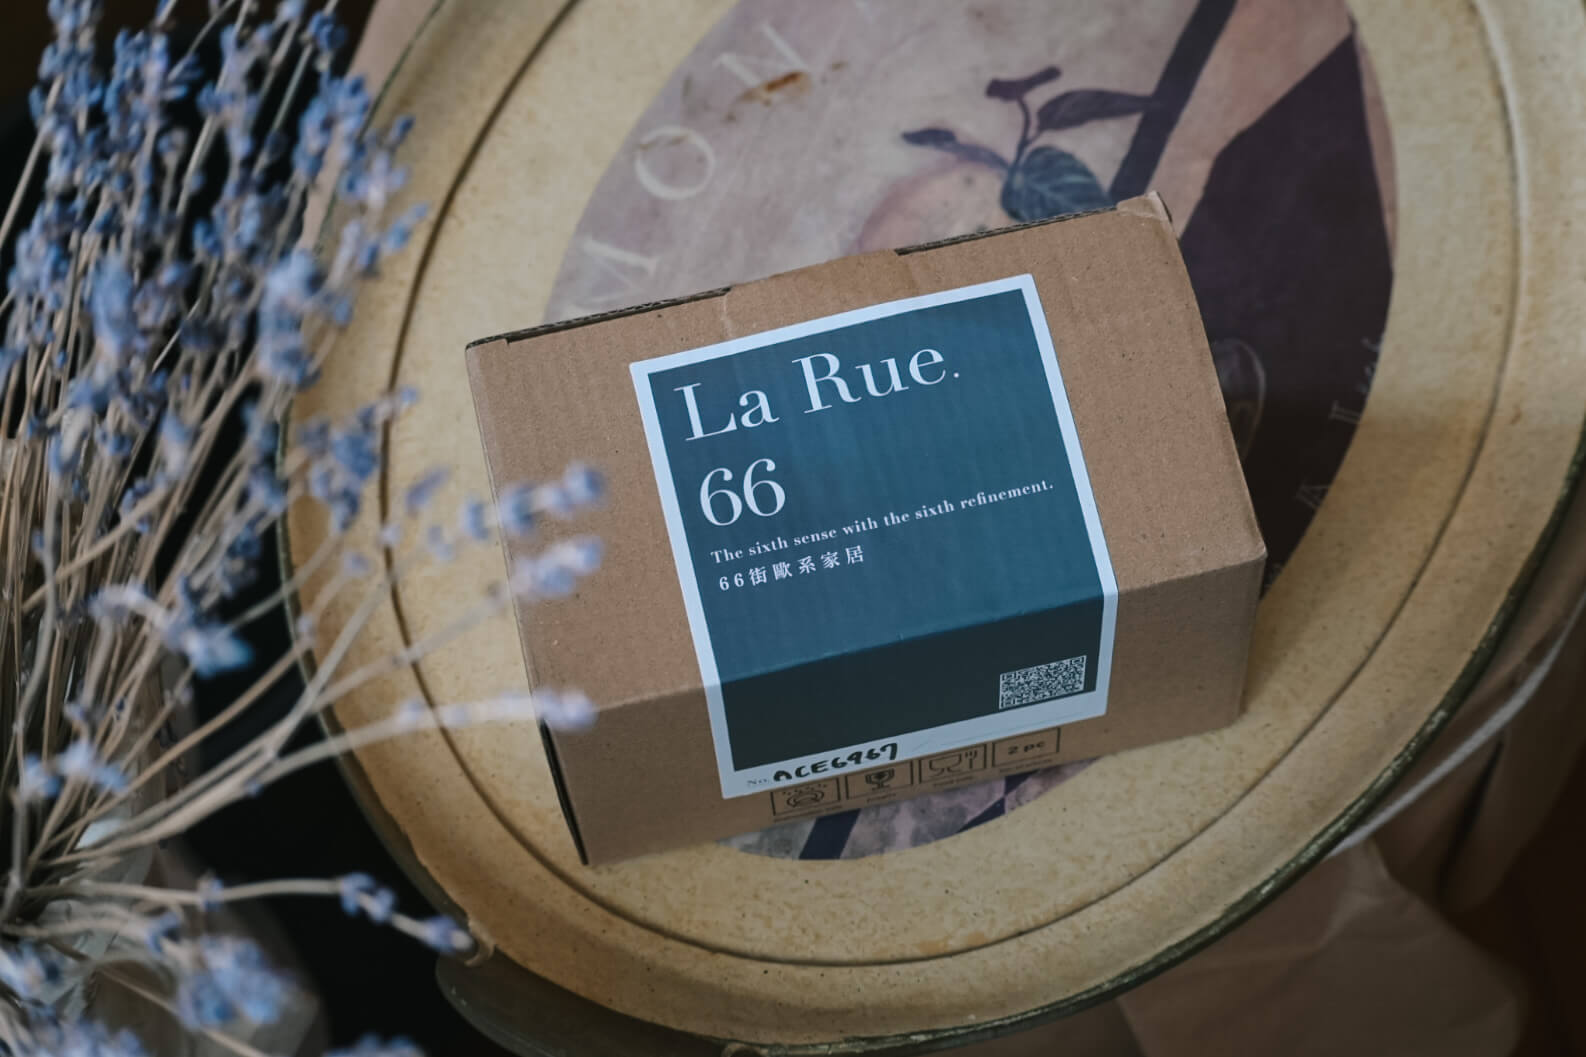 MON
La Rue.
66
The sixth sense with the sixth refinement.
66街歐系家居
No. ACE6967
2 pc